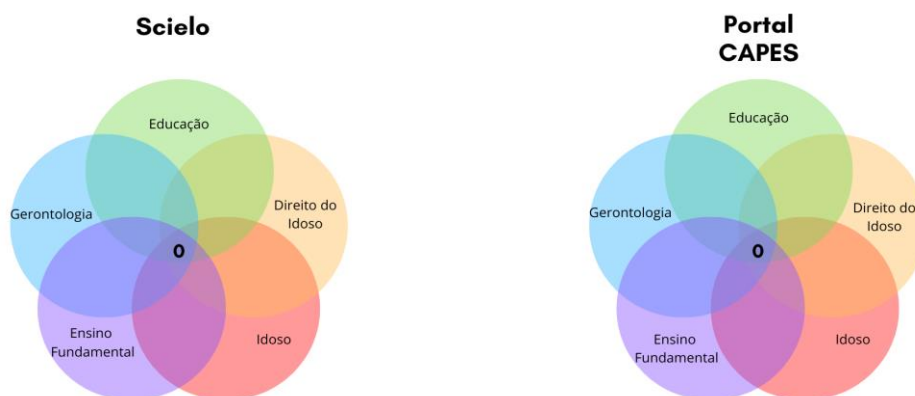 Scielo
Educação
Gerontologia
Direito do
Idoso
0
Ensino
Fundamental
Idoso
Portal
CAPES
Educação
Gerontologia
Direito do
Idoso
0
Ensino
Fundamental
Idoso